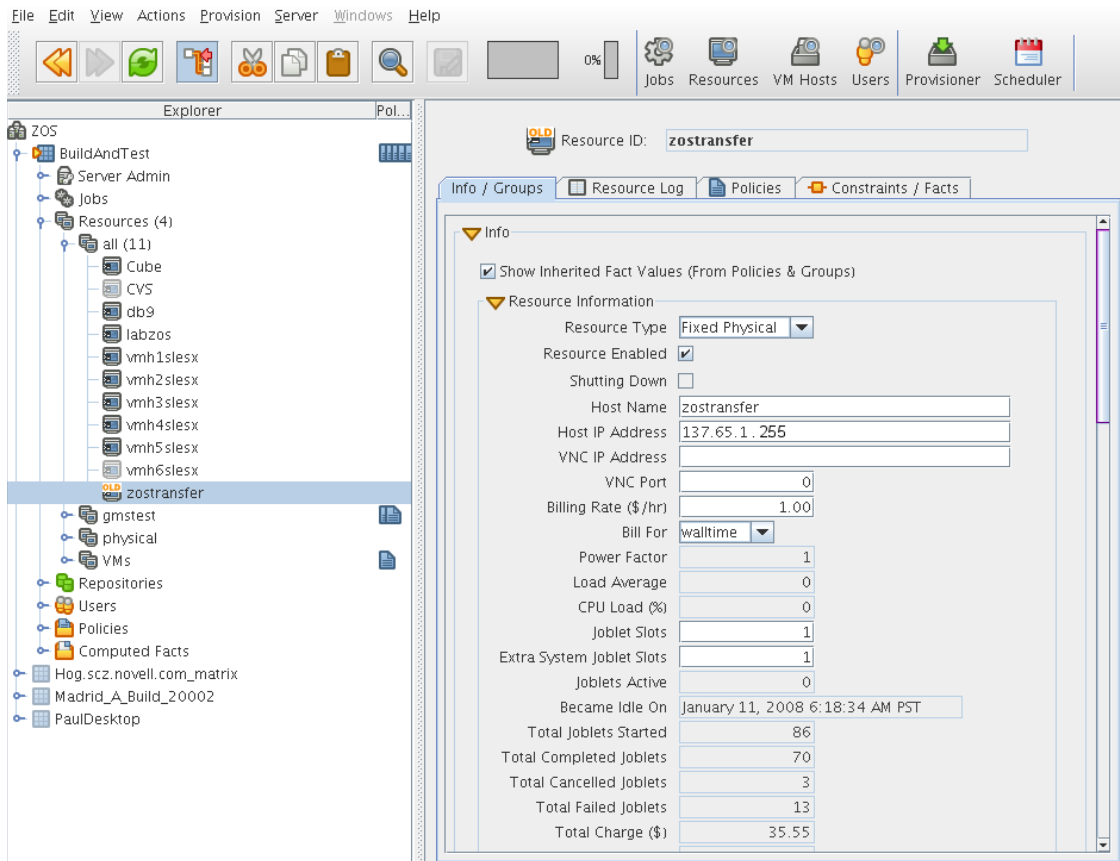 File Edit View Actions Provision Server Windows Help
0%
Jobs Resources VM Hosts Users Provisioner Scheduler
Explorer Pol...
ZOS
BuildAndTest
Server Admin
Jobs
Resources (4)
all (11)
Cube
CVS
db9
labzos
vmh1slesx
vmh2slesx
vmh3slesx
vmh4slesx
vmh5slesx
vmh6slesx
OLD zostransfer
gmstest
physical
VMs
Repositories
Users
Policies
Computed Facts
Hog.scz.novell.com_matrix
Madrid_A_Build_20002
PaulDesktop
OLD Resource ID: zostransfer
Info / Groups Resource Log Policies Constraints / Facts
Info
Show Inherited Fact Values (From Policies & Groups)
Resource Information
Resource Type Fixed Physical
Resource Enabled
Shutting Down
Host Name zostransfer
Host IP Address 137.65.1.255
VNC IP Address
VNC Port 0
Billing Rate ($/hr) 1.00
Bill For walltime
Power Factor 1
Load Average 0
CPU Load (%) 0
Joblet Slots 1
Extra System Joblet Slots 1
Joblets Active 0
Became Idle On January 11, 2008 6:18:34 AM PST
Total Joblets Started 86
Total Completed Joblets 70
Total Cancelled Joblets 3
Total Failed Joblets 13
Total Charge ($) 35.55